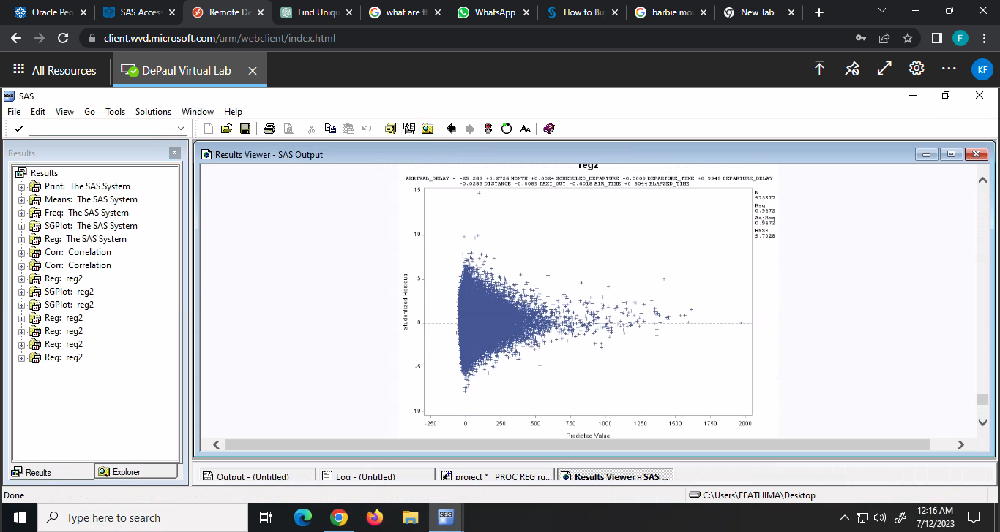 Oracle Peo
SAS Acces
Remote De
Find Uniqu
what are th
WhatsApp
How to Bu
barbie mov
New Tab
client.wvd.microsoft.com/arm/webclient/index.html
F
All Resources
DePaul Virtual Lab
KF
sas SAS
File Edit View Go Tools Solutions Window Help
Results
Results Viewer - SAS Output
Results
Print: The SAS System
Means: The SAS System
Freq: The SAS System
SGPlot: The SAS System
Reg: The SAS System
Corr: Correlation
Corr: Correlation
Reg: reg2
SGPlot: reg2
SGPlot: reg2
Reg: reg2
Reg: reg2
Reg: reg2
Reg: reg2
reg2
ARRIVAL_DELAY = -25.283 +0.2726 MONTH +0.0024 SCHEDULED_DEPARTURE -0.0009 DEPARTURE_TIME +0.9945 DEPARTURE_DELAY
-0.0283 DISTANCE -0.0089 TAXI_OUT -0.6018 AIR_TIME +0.8044 ELAPSED_TIME
N
973577
Rsq
0.9472
AdjRsq
0.9472
RMSE
9.7028
15
10
5
0
-5
-10
Studentized Residual
-250 0 250 500 750 1000 1250 1500 1750 2000
Predicted Value
Results
Explorer
Output - (Untitled)
Log - (Untitled)
project * PROC REG ru...
Results Viewer - SAS ...
Done
C:\Users\FFATHIMA\Desktop
Type here to search
sas
12:16 AM
7/12/2023